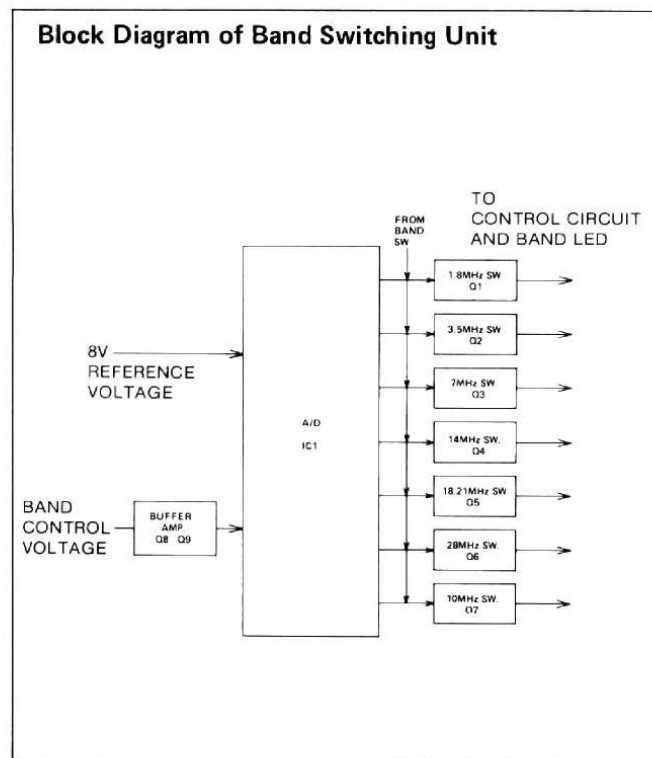 Block Diagram of Band Switching Unit
TO
CONTROL CIRCUIT
AND BAND LED
FROM
BAND
SW
1.8MHz SW
Q1
3.5MHz SW
Q2
8V
REFERENCE
VOLTAGE
7MHz SW
Q3
A/D
IC1
14MHz SW.
Q4
18.21MHz SW
Q5
BAND
CONTROL
VOLTAGE
BUFFER
AMP
Q8 Q9
28MHz SW.
Q6
10MHz SW.
Q7